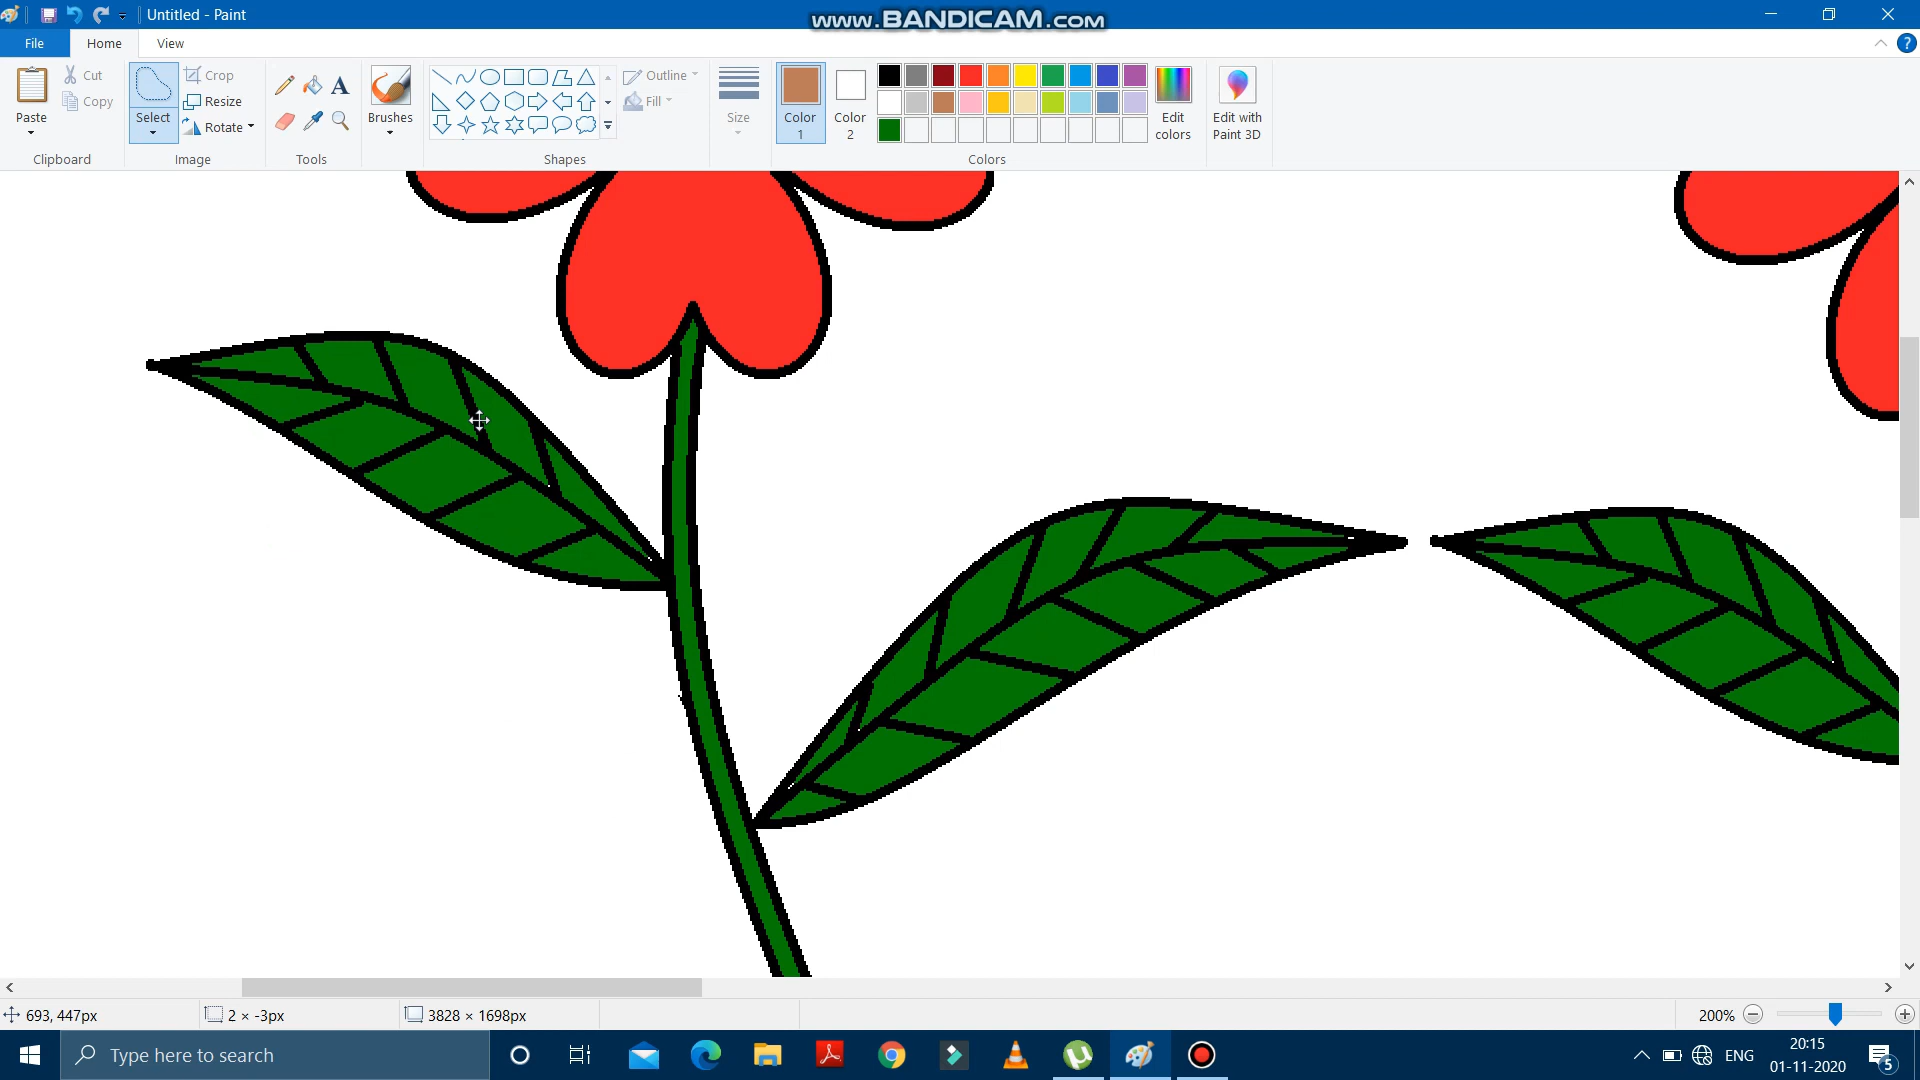 Untitled - Paint
www.BANDICAM.com
File
Home
View
Paste
Cut
Copy
Clipboard
Select
Crop
Resize
Rotate
Image
Tools
Brushes
Outline
Fill
Shapes
Size
Color
1
Color
2
Colors
Edit
colors
Edit with
Paint 3D
693, 447px
2 × -3px
3828 × 1698px
200%
Type here to search
ENG
20:15
01-11-2020
5